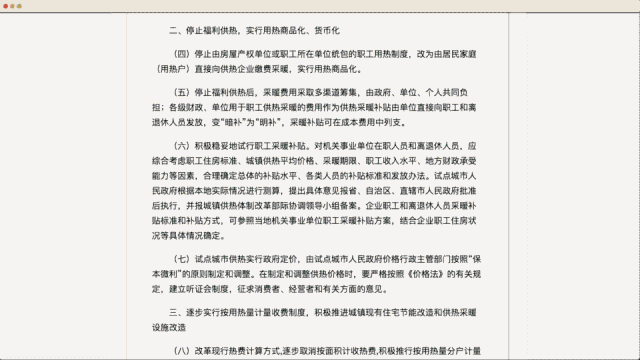 二、停止福利供热，实行用热商品化、货币化
（四）停止由房屋产权单位或职工所在单位统包的职工用热制度，改为由居民家庭
（用热户）直接向供热企业缴费采暖，实行用热商品化。
（五）停止福利供热后，采暖费用采取多渠道筹集，由政府、单位、个人共同负
担；各级财政、单位用于职工供热采暖的费用作为供热采暖补贴由单位直接向职工和离
退休人员发放，变“暗补”为“明补”，采暖补贴可在成本费用中列支。
（六）积极稳妥地试行职工采暖补贴。对机关事业单位在职人员和离退休人员，应
综合考虑职工住房标准、城镇供热平均价格、采暖期限、职工收入水平、地方财政承受
能力等因素，合理确定总体的补贴水平、各类人员的补贴标准和发放办法。试点城市人
民政府根据本地实际情况进行测算，提出具体意见报省、自治区、直辖市人民政府批准
后执行，并报城镇供热体制改革部际协调领导小组备案。企业职工和离退休人员采暖补
贴标准和补贴方式，可参照当地机关事业单位职工采暖补贴方案，结合企业职工住房状
况等具体情况确定。
（七）试点城市供热实行政府定价，由试点城市人民政府价格行政主管部门按照“保
本微利”的原则制定和调整。在制定和调整供热价格时，要严格按照《价格法》的有关规
定，建立听证会制度，征求消费者、经营者和有关方面的意见。
三、逐步实行按用热量计量收费制度，积极推进城镇现有住宅节能改造和供热采暖
设施改造
（八）改革现行热费计算方式,逐步取消按面积计收热费,积极推行按用热量分户计量